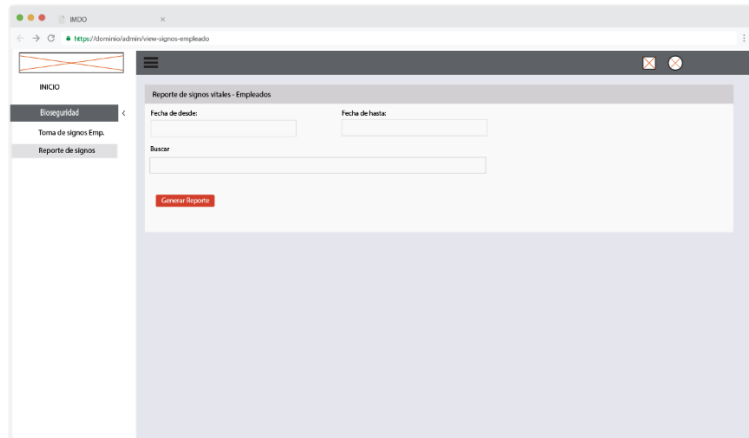 IMDO
https://dominio/admin/view-signos-empleado
INICIO
Bioseguridad
Toma de signos Emp.
Reporte de signos
Reporte de signos vitales - Empleados
Fecha de desde:
Fecha de hasta:
Buscar
Generar Reporte